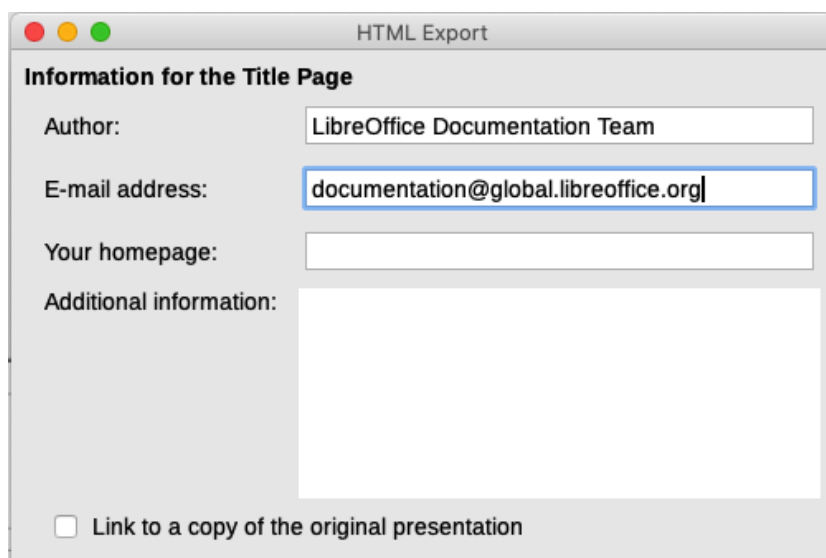 HTML Export
Information for the Title Page
Author: LibreOffice Documentation Team
E-mail address: documentation@global.libreoffice.org
Your homepage:
Additional information:
Link to a copy of the original presentation